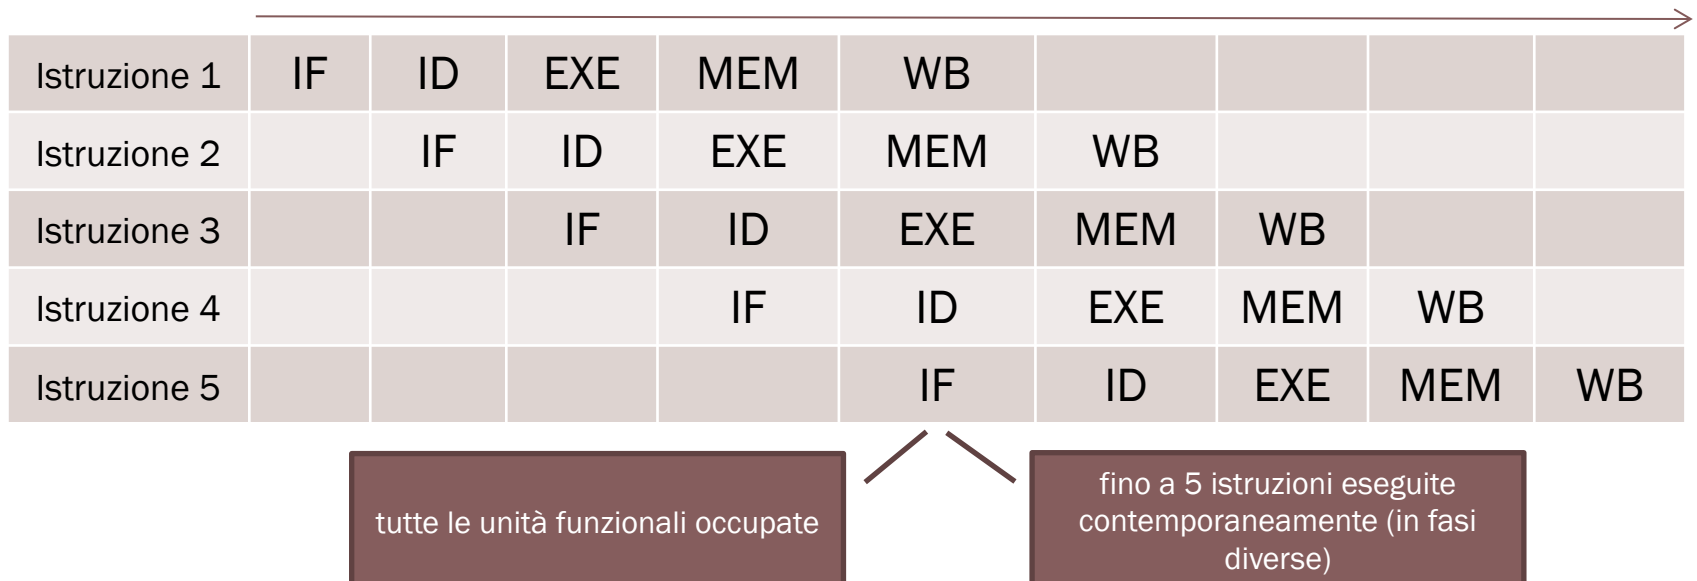 Istruzione 1 IF ID EXE MEM WB
Istruzione 2 IF ID EXE MEM WB
Istruzione 3 IF ID EXE MEM WB
Istruzione 4 IF ID EXE MEM WB
Istruzione 5 IF ID EXE MEM WB
tutte le unità funzionali occupate
fino a 5 istruzioni eseguite
contemporaneamente (in fasi
diverse)